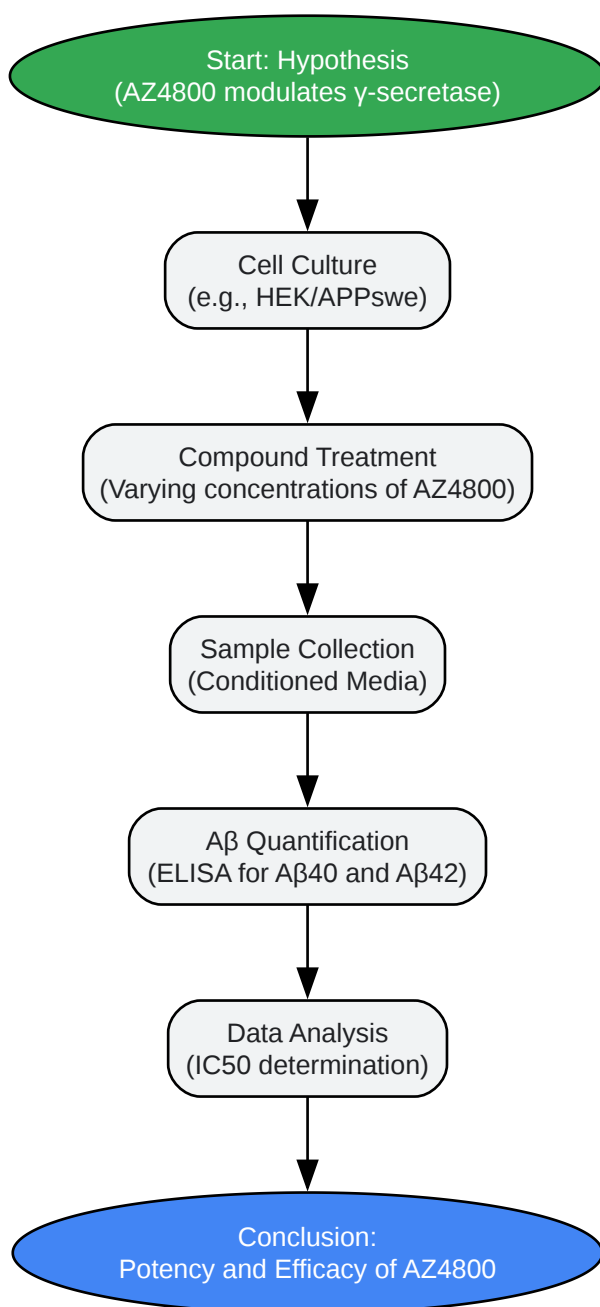 Start: Hypothesis
(AZ4800 modulates γ-secretase)
Cell Culture
(e.g., HEK/APPswe)
Compound Treatment
(Varying concentrations of AZ4800)
Sample Collection
(Conditioned Media)
Aβ Quantification
(ELISA for Aβ40 and Aβ42)
Data Analysis
(IC50 determination)
Conclusion:
Potency and Efficacy of AZ4800